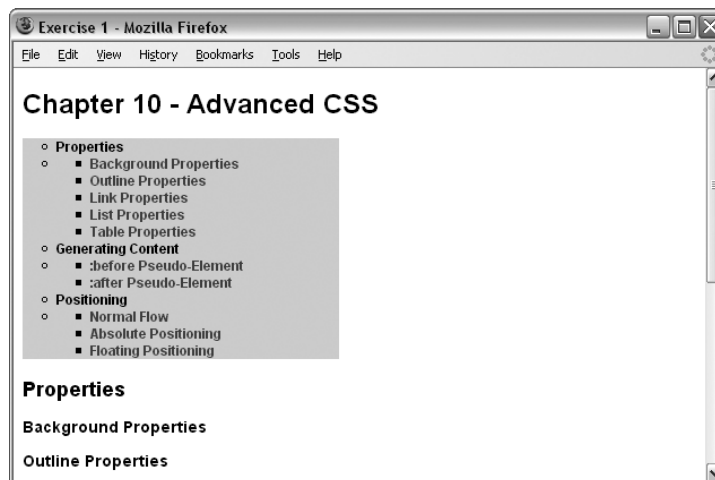 Exercise 1 - Mozilla Firefox
File Edit View History Bookmarks Tools Help
Chapter 10 - Advanced CSS
Properties
Background Properties
Outline Properties
Link Properties
List Properties
Table Properties
Generating Content
:before Pseudo-Element
:after Pseudo-Element
Positioning
Normal Flow
Absolute Positioning
Floating Positioning
Properties
Background Properties
Outline Properties